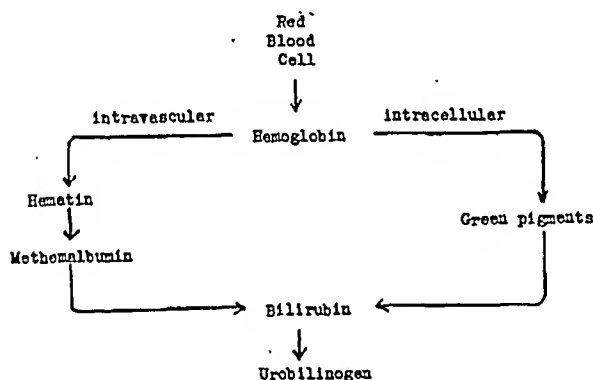 Red
Blood
Cell
intravascular
intracellular
Hemoglobin
Hematin
Green pigments
Methemalbumin
Bilirubin
Urobilinogen